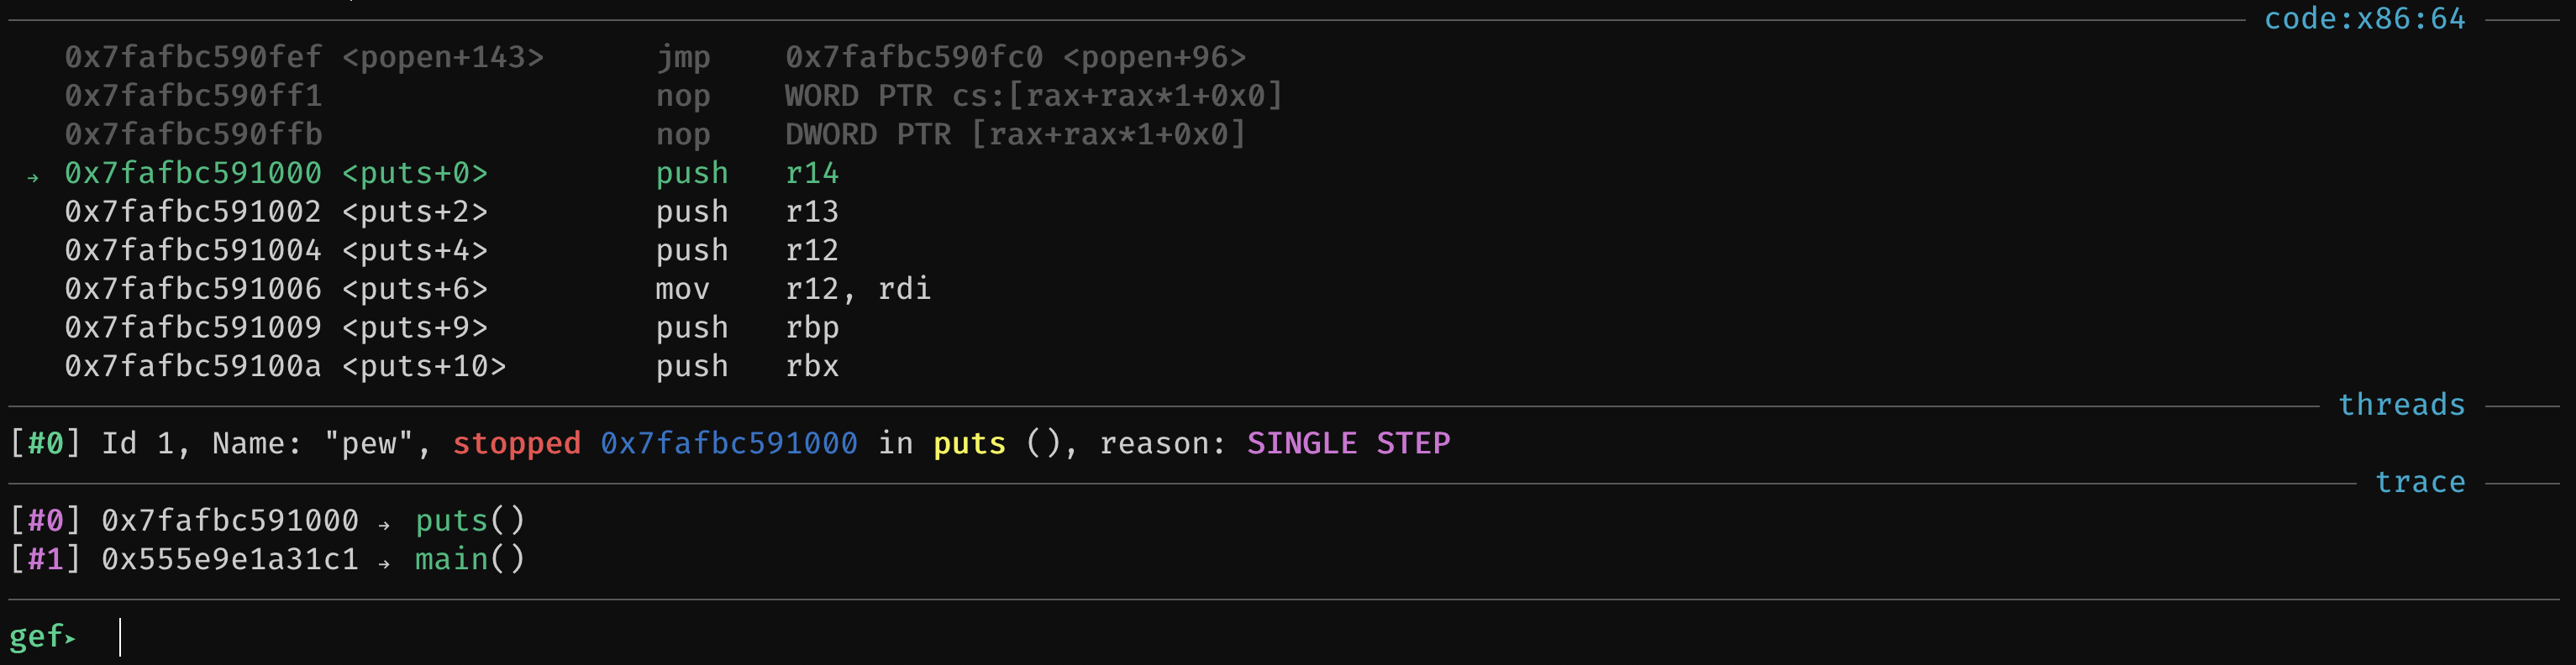 code:x86:64
0x7fafbc590fef <popen+143> jmp 0x7fafbc590fc0 <popen+96>
0x7fafbc590ff1 nop WORD PTR cs:[rax+rax*1+0x0]
0x7fafbc590ffb nop DWORD PTR [rax+rax*1+0x0]
→ 0x7fafbc591000 <puts+0> push r14
0x7fafbc591002 <puts+2> push r13
0x7fafbc591004 <puts+4> push r12
0x7fafbc591006 <puts+6> mov r12, rdi
0x7fafbc591009 <puts+9> push rbp
0x7fafbc59100a <puts+10> push rbx
threads
[#0] Id 1, Name: "pew", stopped 0x7fafbc591000 in puts (), reason: SINGLE STEP
trace
[#0] 0x7fafbc591000 → puts()
[#1] 0x555e9e1a31c1 → main()
gef➤